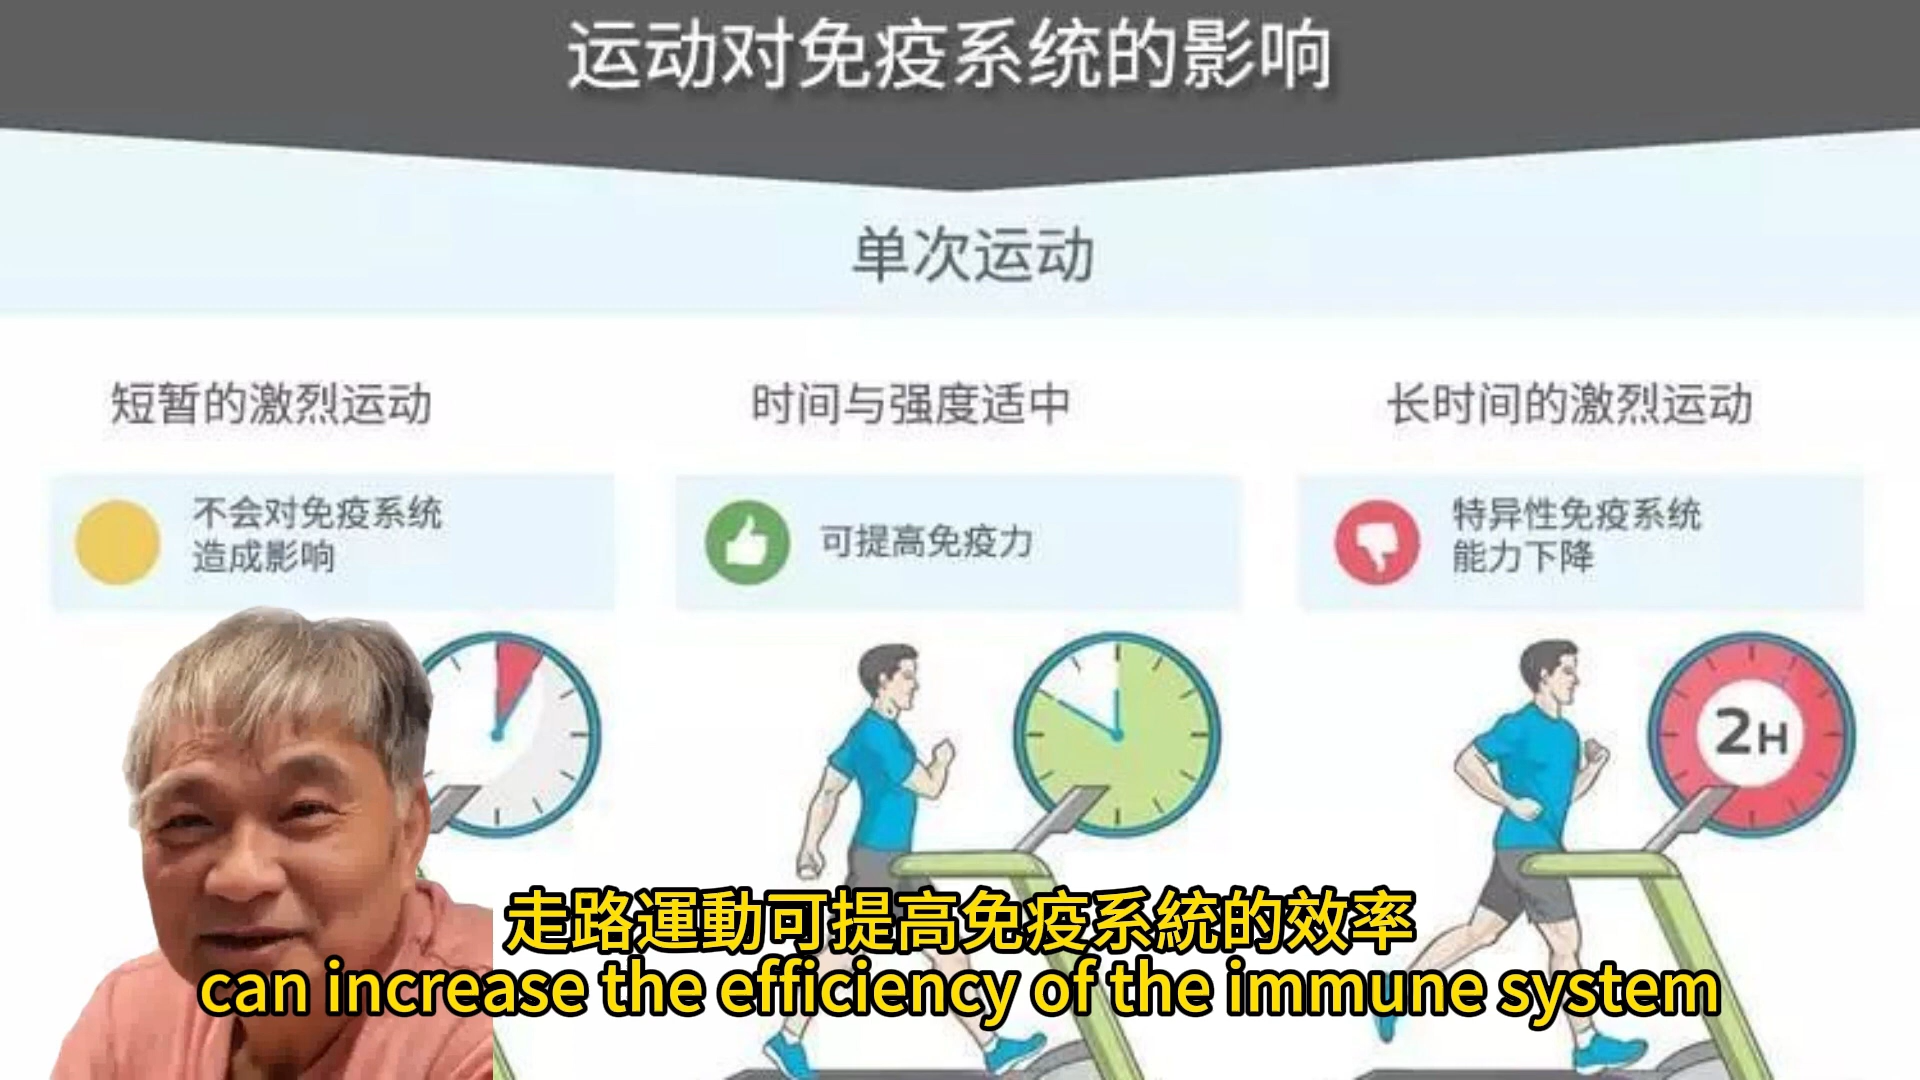 运动对免疫系统的影响
单次运动
短暂的激烈运动
时间与强度适中
长时间的激烈运动
不会对免疫系统
造成影响
可提高免疫力
特异性免疫系统
能力下降
2H
走路運動可提高免疫系統的效率
can increase the efficiency of the immune system